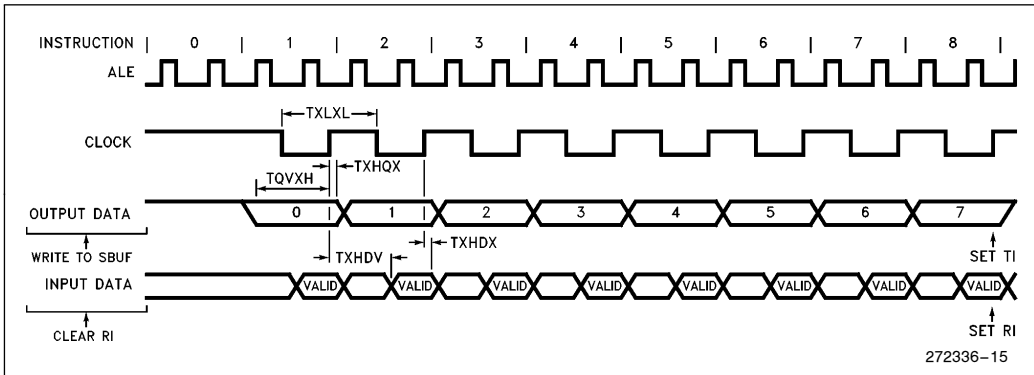 INSTRUCTION | 0 | 1 | 2 | 3 | 4 | 5 | 6 | 7 | 8 |
ALE
TXLXL
CLOCK
TXHQX
TQVXH
OUTPUT DATA 0 1 2 3 4 5 6 7
TXHDX
WRITE TO SBUF TXHDV SET TI
INPUT DATA VALID VALID VALID VALID VALID VALID VALID VALID
CLEAR RI SET RI
272336-15